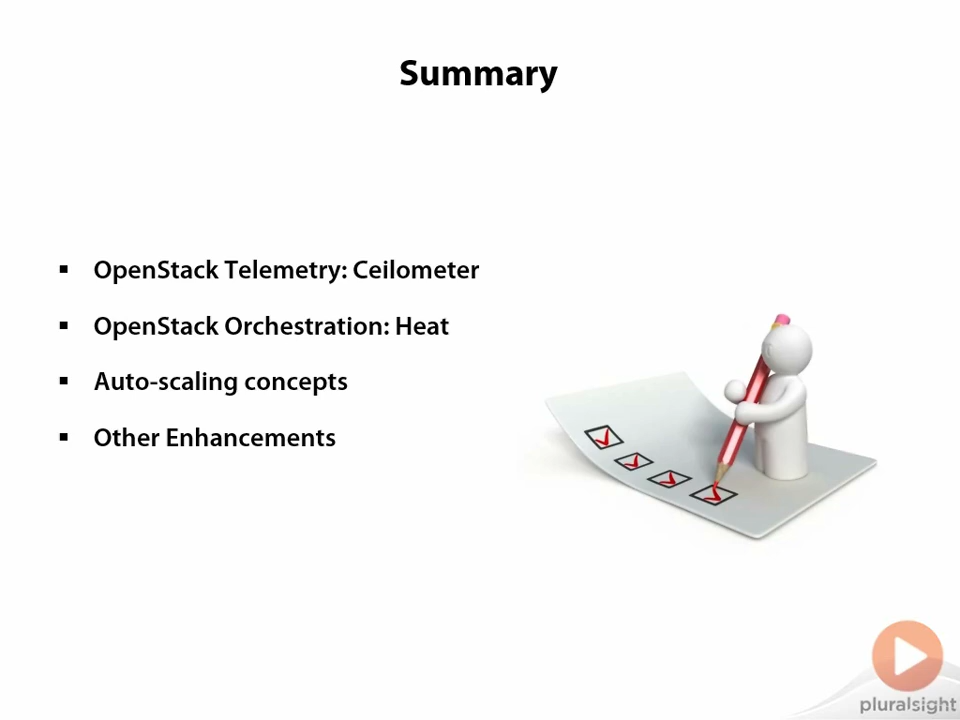 Summary
OpenStack Telemetry: Ceilometer
OpenStack Orchestration: Heat
Auto-scaling concepts
Other Enhancements
pluralsight